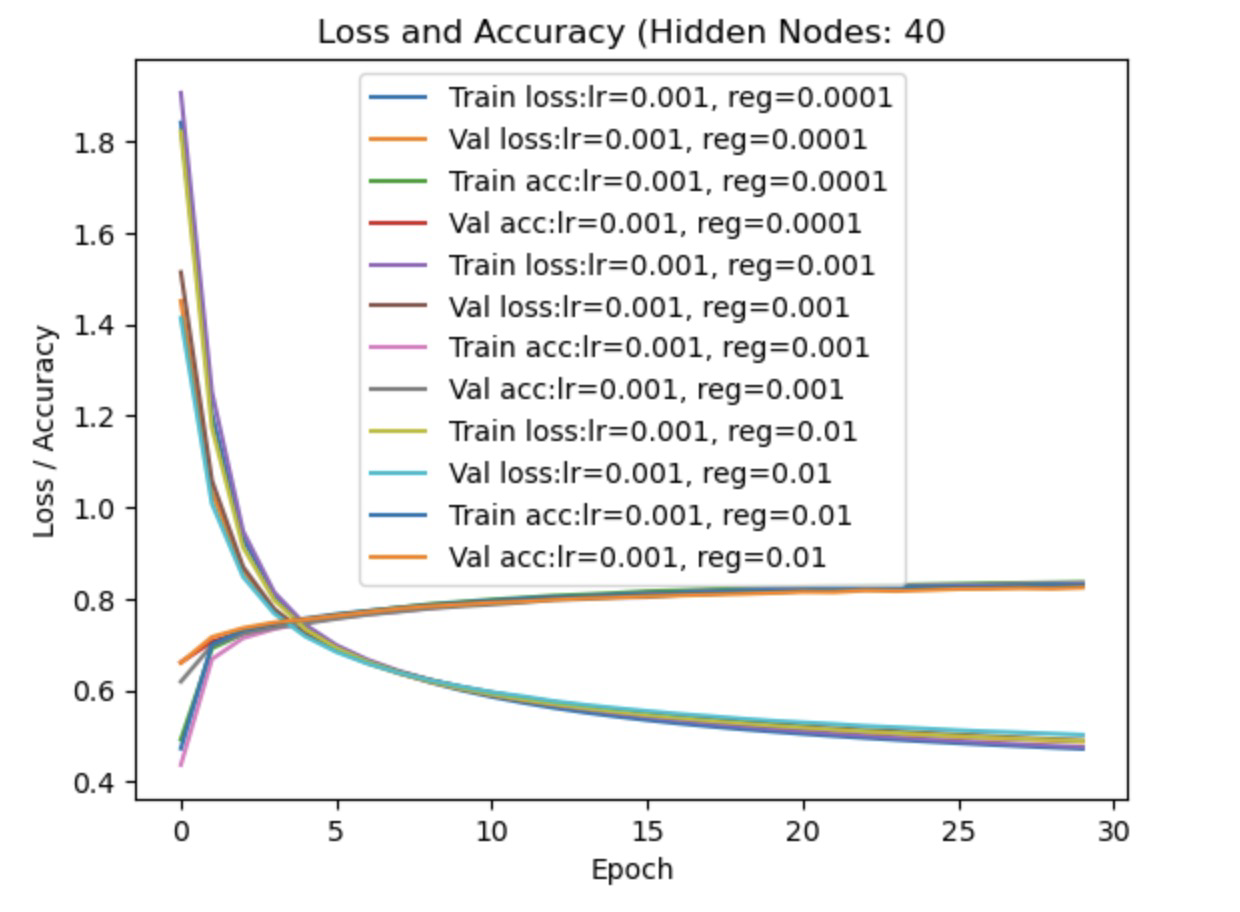 Loss and Accuracy (Hidden Nodes: 40
Train loss:lr=0.001, reg=0.0001
Val loss:lr=0.001, reg=0.0001
Train acc:lr=0.001, reg=0.0001
Val acc:lr=0.001, reg=0.0001
Train loss:lr=0.001, reg=0.001
Val loss:lr=0.001, reg=0.001
Train acc:lr=0.001, reg=0.001
Val acc:lr=0.001, reg=0.001
Train loss:lr=0.001, reg=0.01
Val loss:lr=0.001, reg=0.01
Train acc:lr=0.001, reg=0.01
Val acc:lr=0.001, reg=0.01
Loss / Accuracy
1.8
1.6
1.4
1.2
1.0
0.8
0.6
0.4
0 5 10 15 20 25 30
Epoch